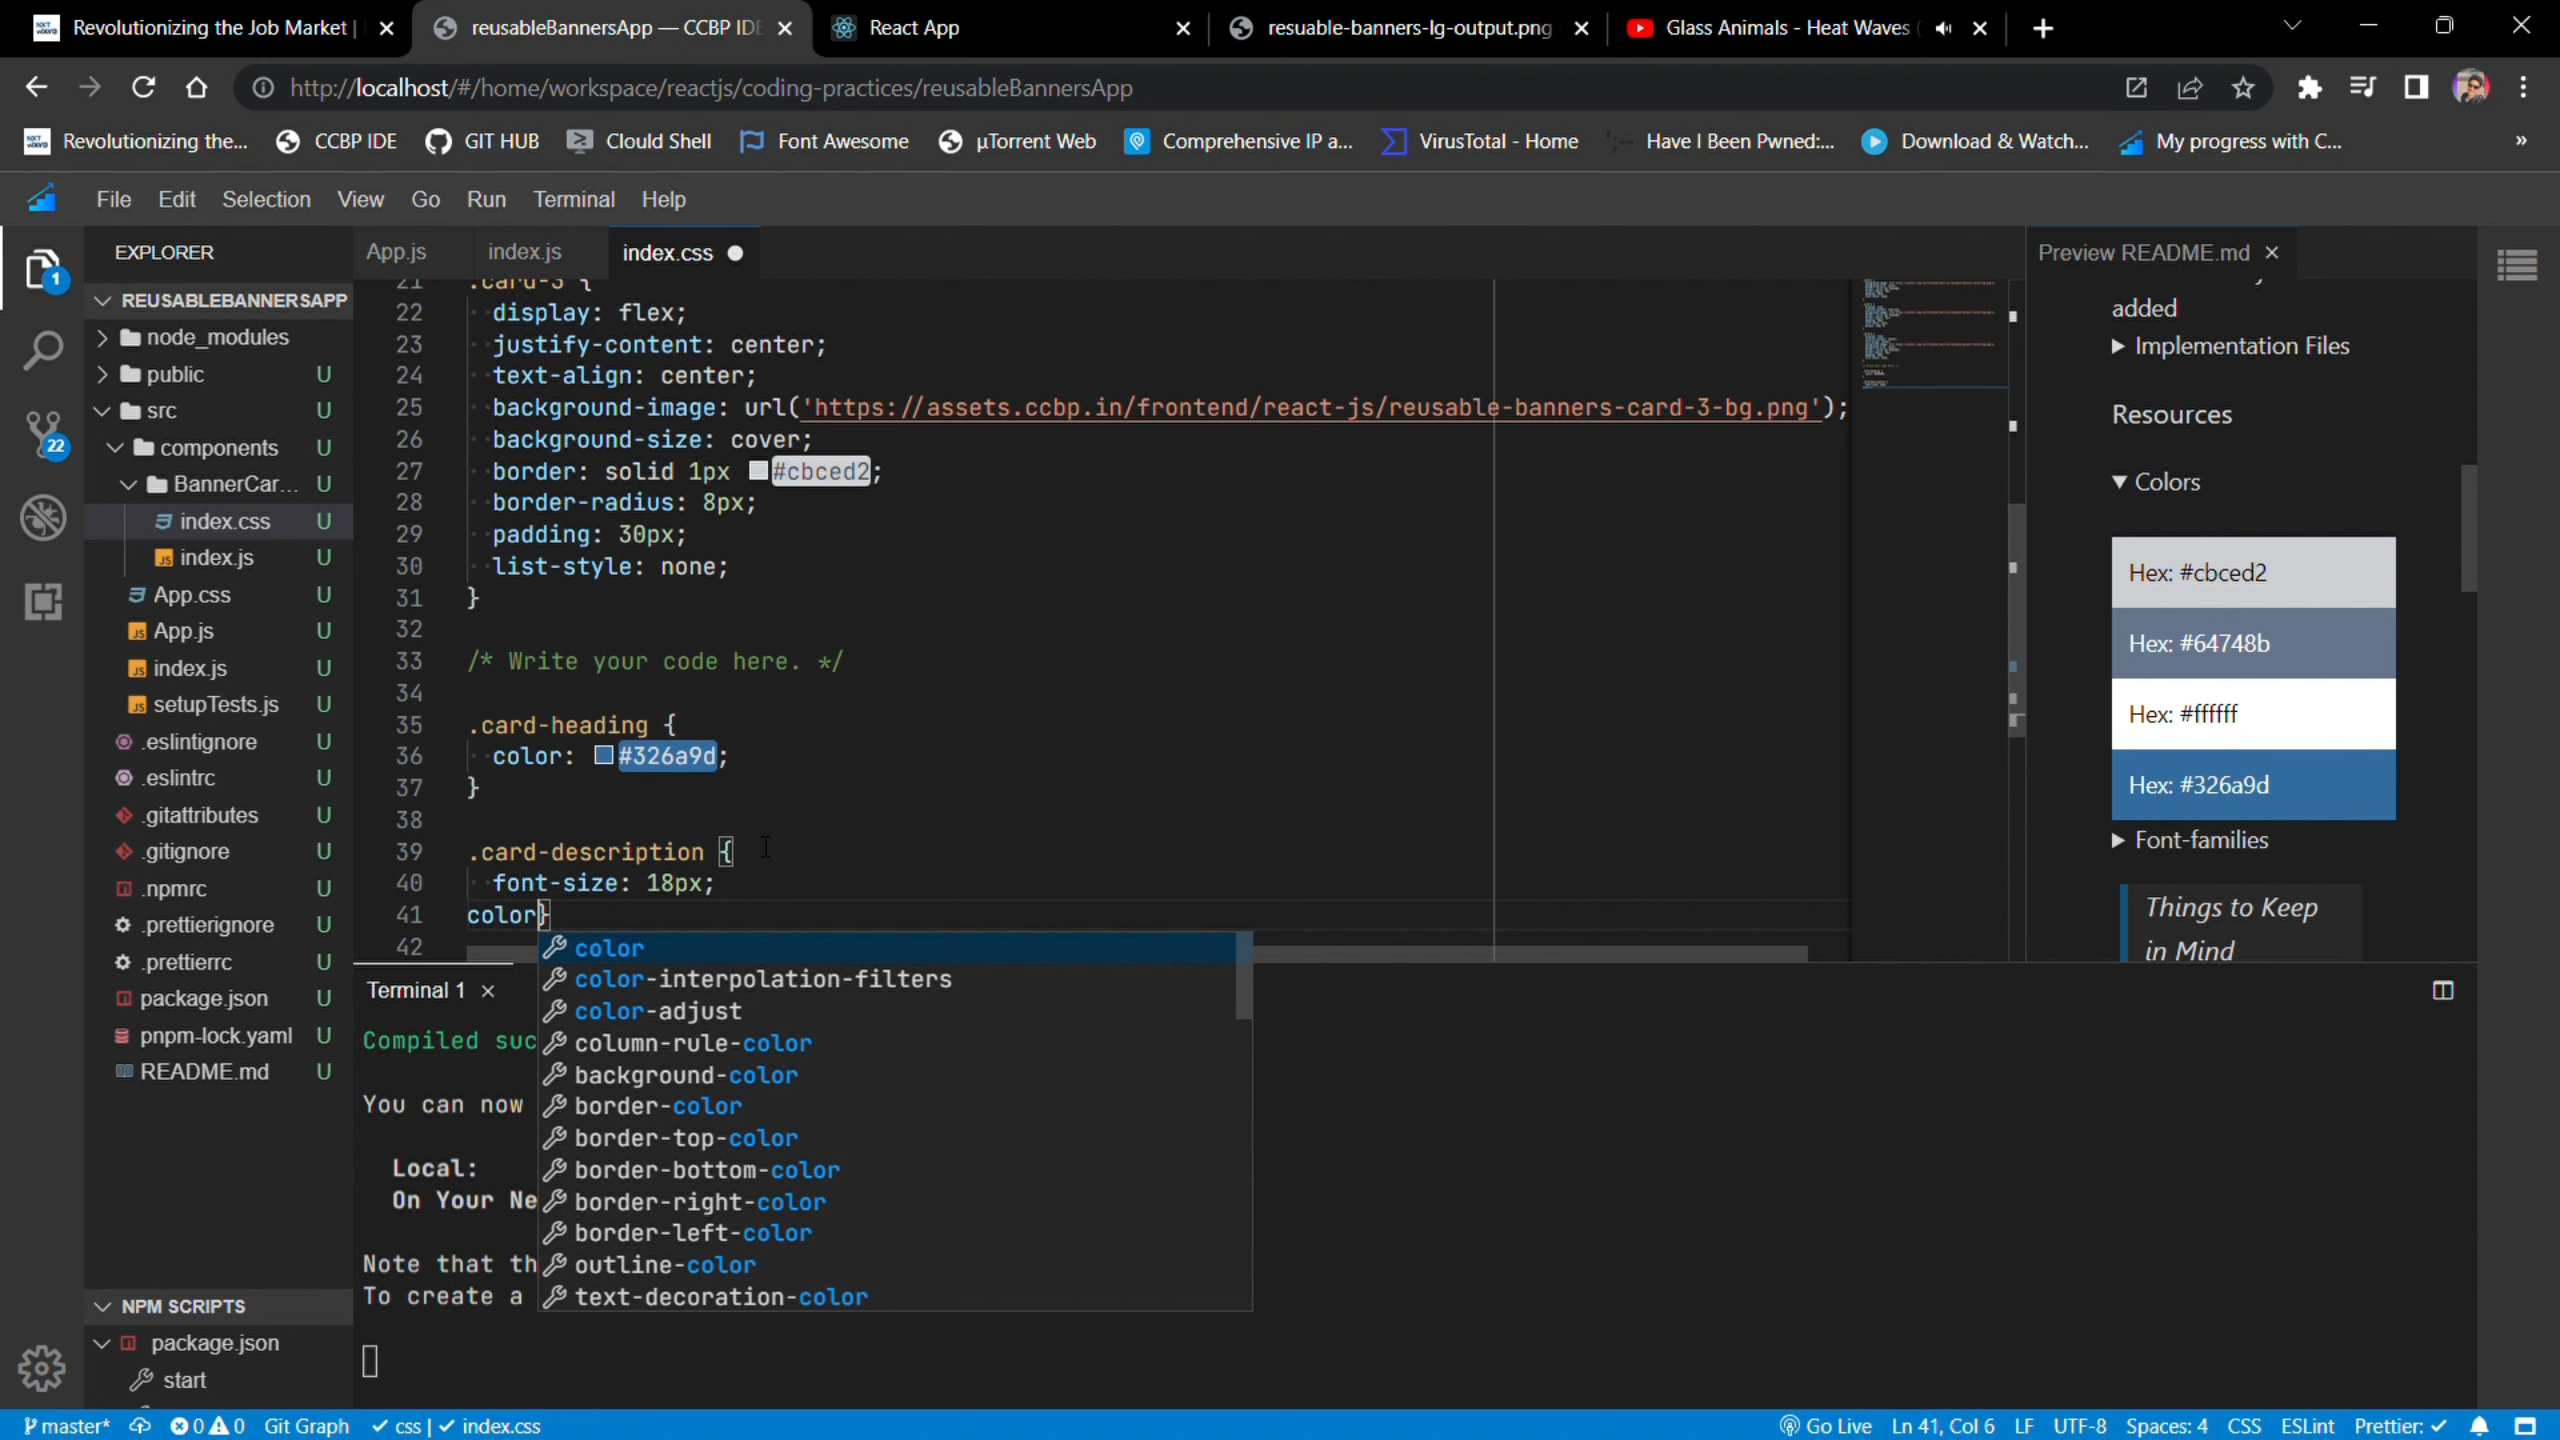 Revolutionizing the Job Market |
reusableBannersApp — CCBP IDE
React App
resuable-banners-lg-output.png
Glass Animals - Heat Waves (
http://localhost/#/home/workspace/reactjs/coding-practices/reusableBannersApp
Revolutionizing the...
CCBP IDE
GIT HUB
Clould Shell
Font Awesome
µTorrent Web
Comprehensive IP a...
VirusTotal - Home
Have I Been Pwned:...
Download & Watch...
My progress with C...
»
File Edit Selection View Go Run Terminal Help
EXPLORER
App.js
index.js
index.css
Preview README.md
1
REUSABLEBANNERSAPP
node_modules
public U
src U
components U
BannerCar... U
index.css U
index.js U
App.css U
App.js U
index.js U
setupTests.js U
.eslintignore U
.eslintrc U
.gitattributes U
.gitignore U
.npmrc U
.prettierignore U
.prettierrc U
package.json U
pnpm-lock.yaml U
README.md U
22
NPM SCRIPTS
package.json
start
21 .card-3 {
22 display: flex;
23 justify-content: center;
24 text-align: center;
25 background-image: url('https://assets.ccbp.in/frontend/react-js/reusable-banners-card-3-bg.png');
26 background-size: cover;
27 border: solid 1px #cbced2;
28 border-radius: 8px;
29 padding: 30px;
30 list-style: none;
31 }
32
33 /* Write your code here. */
34
35 .card-heading {
36 color: #326a9d;
37 }
38
39 .card-description {
40 font-size: 18px;
41 color}
42
color
color-interpolation-filters
color-adjust
column-rule-color
background-color
border-color
border-top-color
border-bottom-color
border-right-color
border-left-color
outline-color
text-decoration-color
added
Implementation Files
Resources
Colors
Hex: #cbced2
Hex: #64748b
Hex: #ffffff
Hex: #326a9d
Font-families
Things to Keep
in Mind
Terminal 1
Compiled suc
You can now
Local:
On Your Ne
Note that th
To create a
master* 0 0 Git Graph css | index.css
Go Live Ln 41, Col 6 LF UTF-8 Spaces: 4 CSS ESLint Prettier: